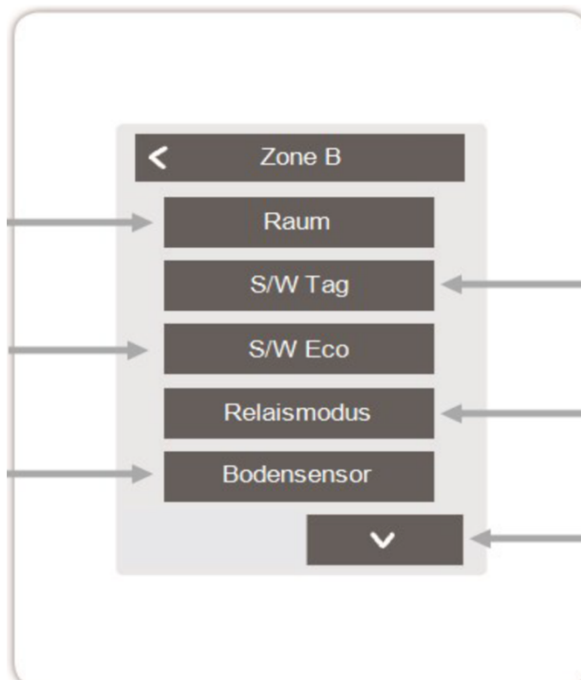 Zone B
Raum
S/W Tag
S/W Eco
Relaismodus
Bodensensor